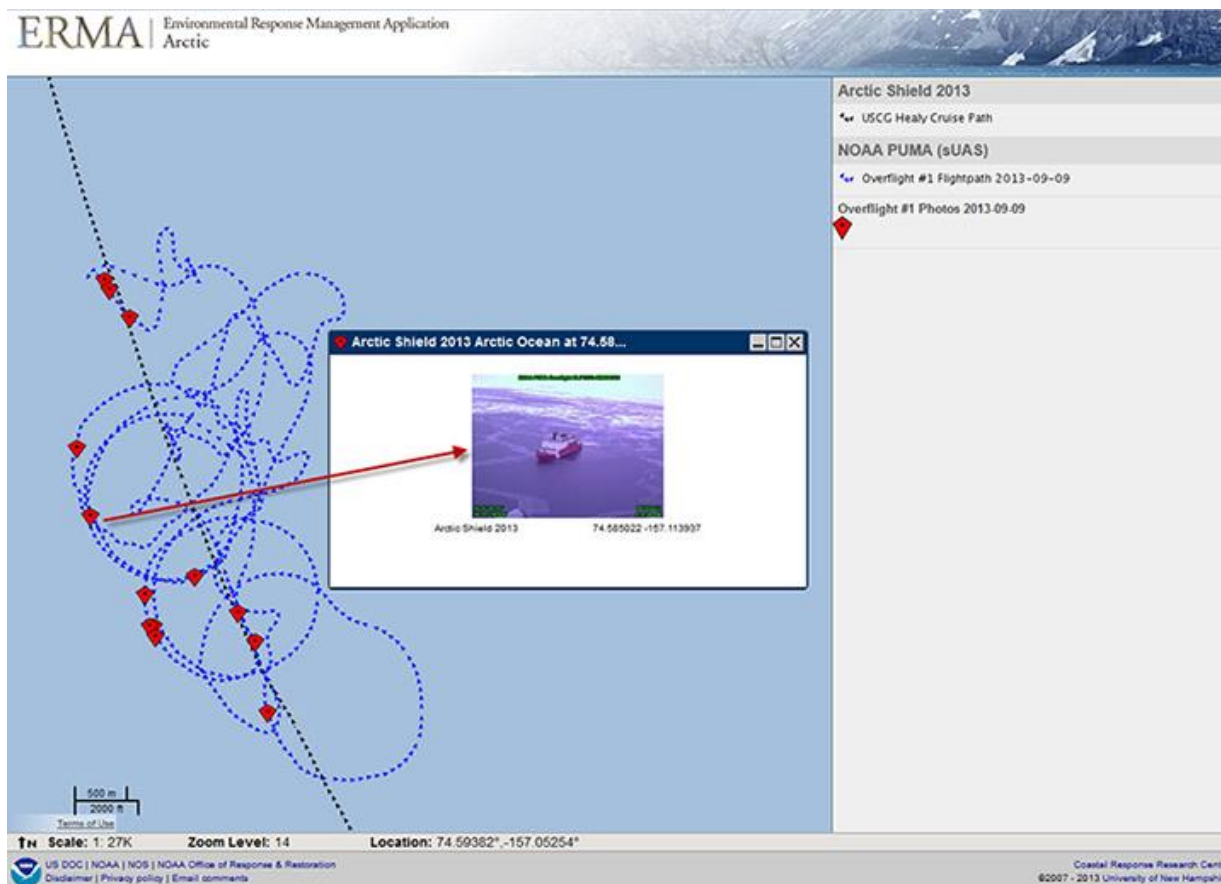 ERMA
Environmental Response Management Application
Arctic
Arctic Shield 2013
USCG Healy Cruise Path
NOAA PUMA (sUAS)
Overflight #1 Flightpath 2013-09-09
Overflight #1 Photos 2013-09-09
Arctic Shield 2013 Arctic Ocean at 74.58...
Arctic Shield 2013 74.585022 -157.113937
500 m
2000 ft
Terms of Use
N Scale: 1: 27K Zoom Level: 14 Location: 74.59382°,-157.05254°
US DOC | NOAA | NOS | NOAA Office of Response & Restoration
Disclaimer | Privacy policy | Email comments
Coastal Response Research Cent
©2007 - 2013 University of New Hampshi